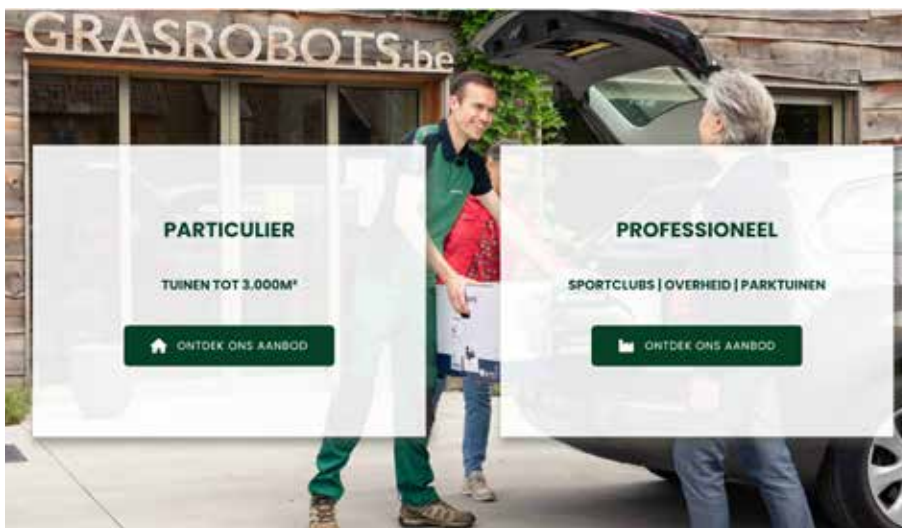 GRASROBOTS.be
PARTICULIER
TUINEN TOT 3.000M²
ONTDEK ONS AANBOD
PROFESSIONEEL
SPORTCLUBS | OVERHEID | PARKTUINEN
ONTDEK ONS AANBOD